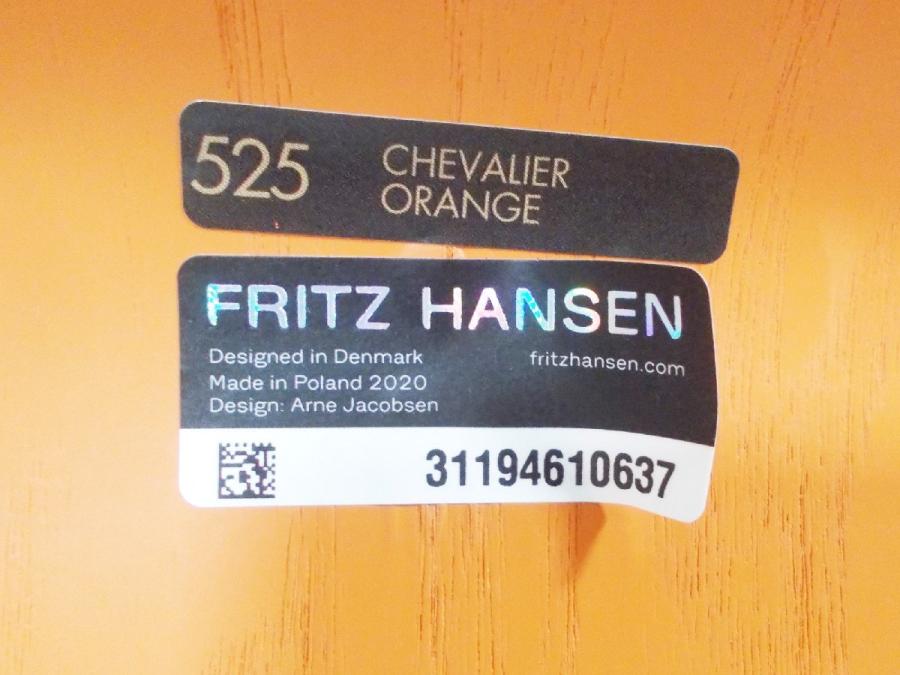 525
CHEVALIER
ORANGE
FRITZ HANSEN
Designed in Denmark
fritzhansen.com
Made in Poland 2020
Design: Arne Jacobsen
31194610637